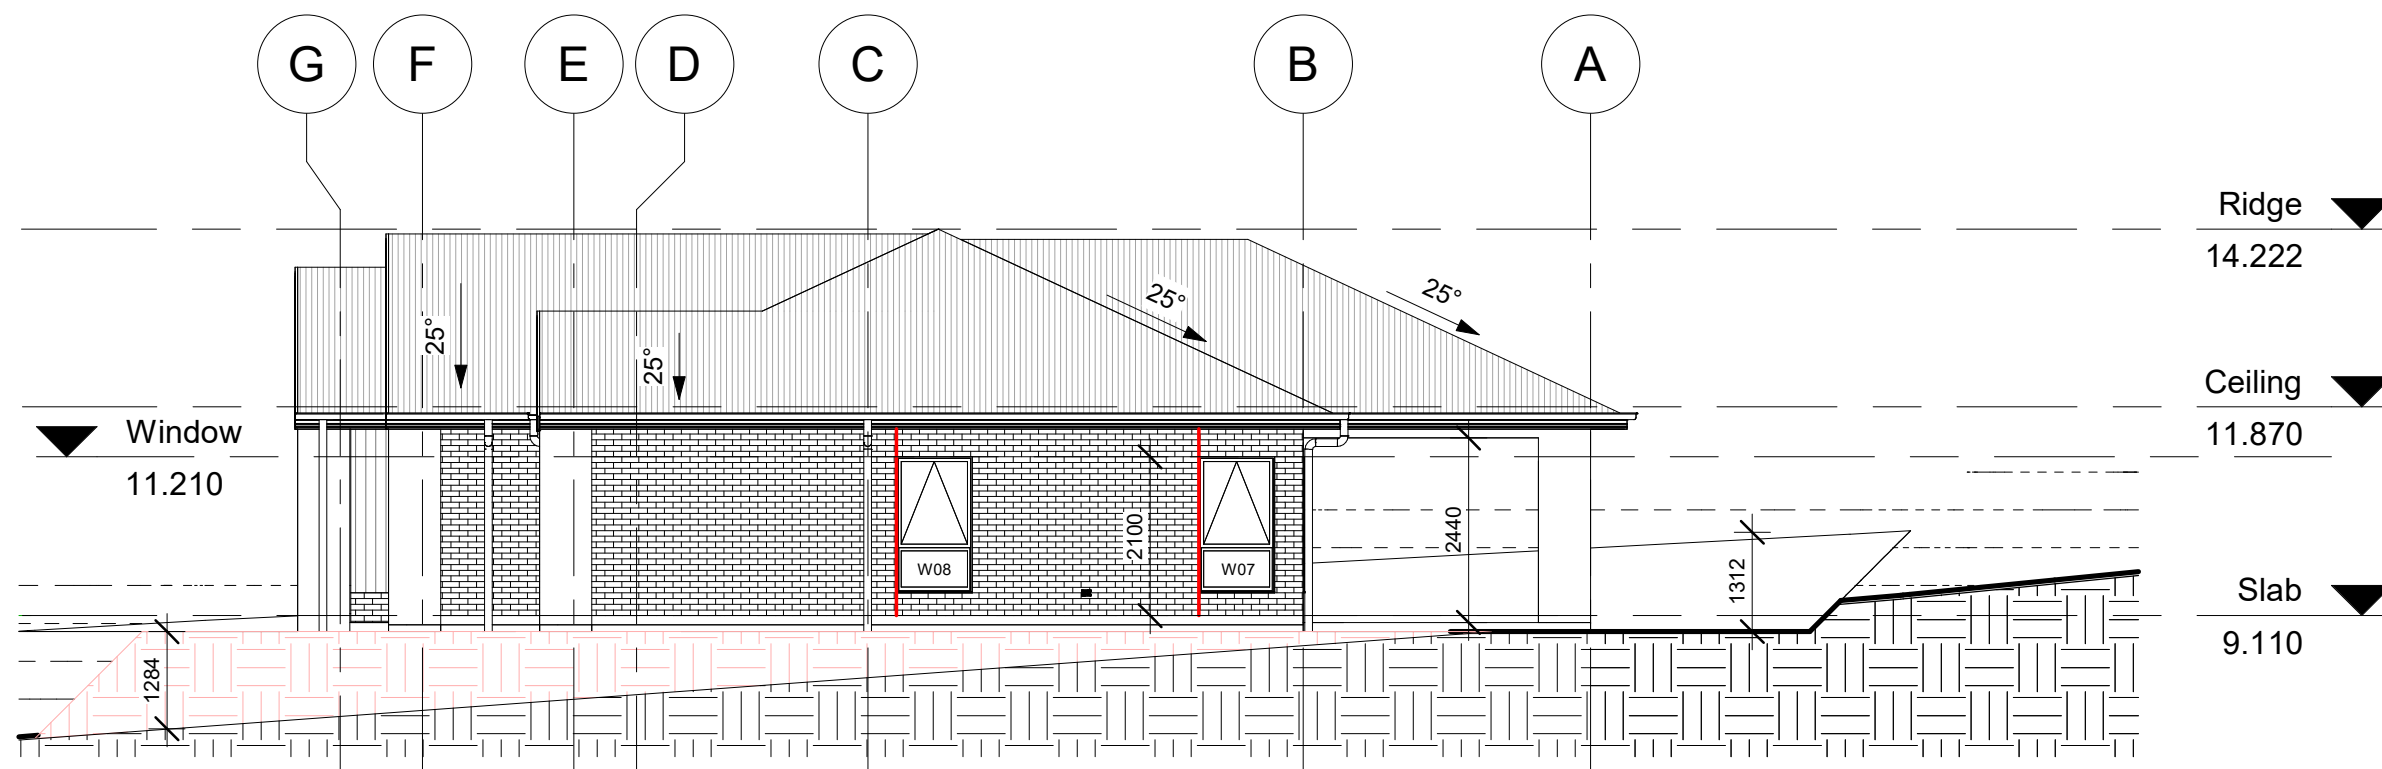 G F E D C B A
Ridge
14.222
25°
25°
25°
25°
Ceiling
11.870
Window
11.210
2100
2440
W08
W07
1312
Slab
9.110
1284